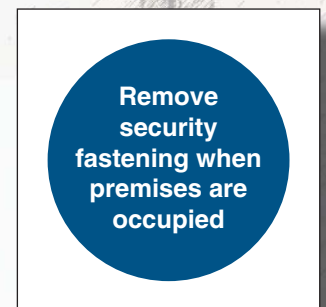 Remove
security
fastening when
premises are
occupied